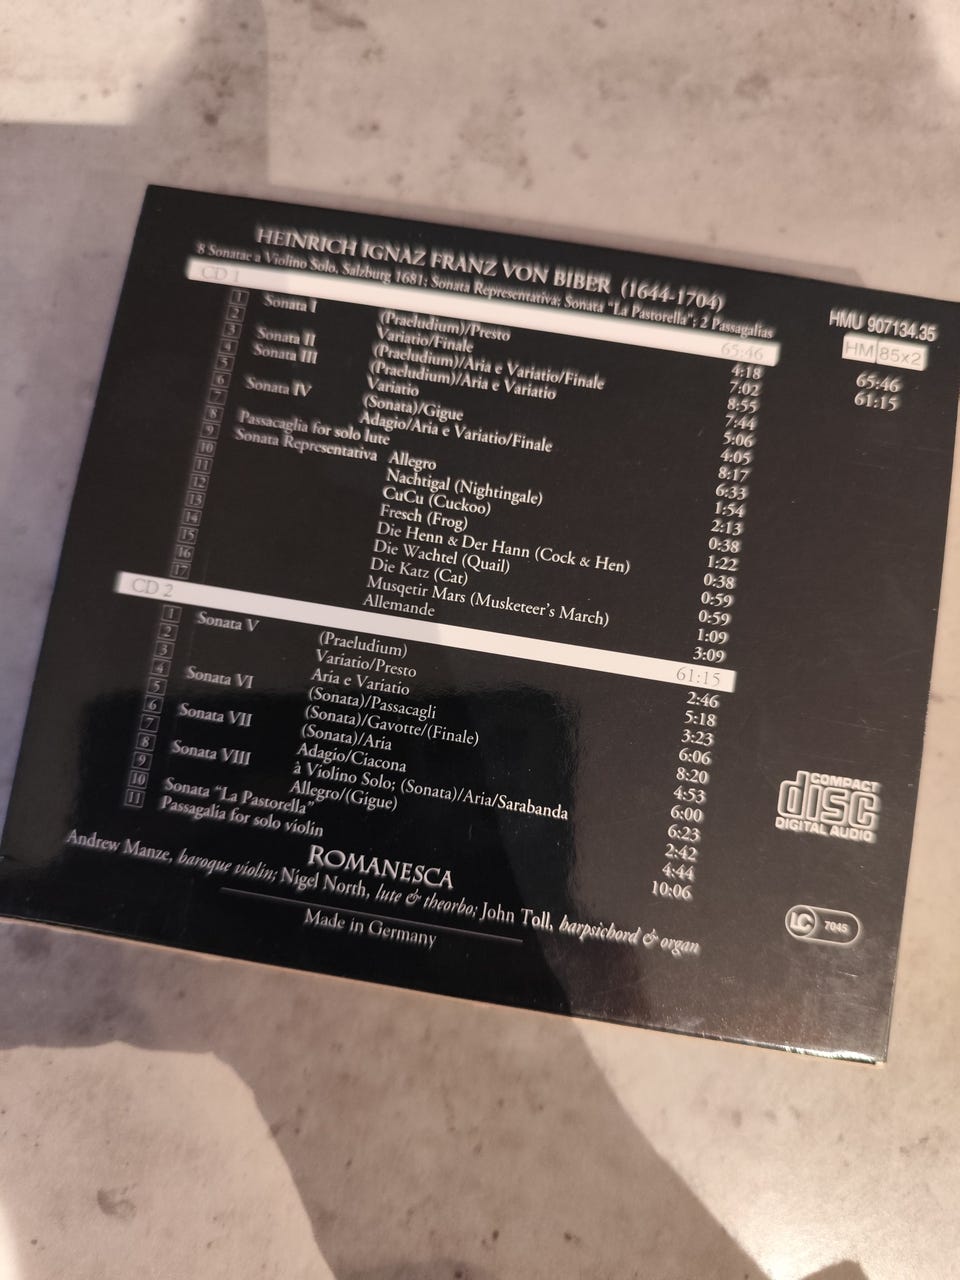 HEINRICH IGNAZ FRANZ VON BIBER (1644-1704)
8 Sonatae a Violino Solo, Salzburg 1681; Sonata Representativa; Sonata "La Pastorella"; 2 Passagalias
HMU 907134.35
HM 85x2
65:46
61:15
CD 1 65:46
1 Sonata I (Praeludium)/Presto 4:18
2 Variatio/Finale 7:02
3 Sonata II (Praeludium)/Aria e Variatio/Finale 8:55
4 Sonata III (Praeludium)/Aria e Variatio 7:44
5 Variatio 5:06
6 Sonata IV (Sonata)/Gigue 4:05
7 Adagio/Aria e Variatio/Finale 8:17
8 Passacaglia for solo lute 6:33
9 Sonata Representativa Allegro 1:54
10 Nachtigal (Nightingale) 2:13
11 CuCu (Cuckoo) 0:38
12 Fresch (Frog) 1:22
13 Die Henn & Der Hann (Cock & Hen) 0:38
14 Die Wachtel (Quail) 0:59
15 Die Katz (Cat) 0:59
16 Musqetir Mars (Musketeer's March) 1:09
17 Allemande 3:09
CD 2 61:15
1 Sonata V (Praeludium) 2:46
2 Variatio/Presto 5:18
3 Aria e Variatio 3:23
4 Sonata VI (Sonata)/Passacagli 6:06
5 (Sonata)/Gavotte/(Finale) 8:20
6 Sonata VII (Sonata)/Aria 4:53
7 Adagio/Ciacona 6:00
8 Sonata VIII à Violino Solo; (Sonata)/Aria/Sarabanda 6:23
9 Allegro/(Gigue) 2:42
10 Sonata "La Pastorella" 4:44
11 Passagalia for solo violin 10:06
COMPACT
disc
DIGITAL AUDIO
ROMANESCA
Andrew Manze, baroque violin; Nigel North, lute & theorbo; John Toll, harpsichord & organ
Made in Germany
LC 7045